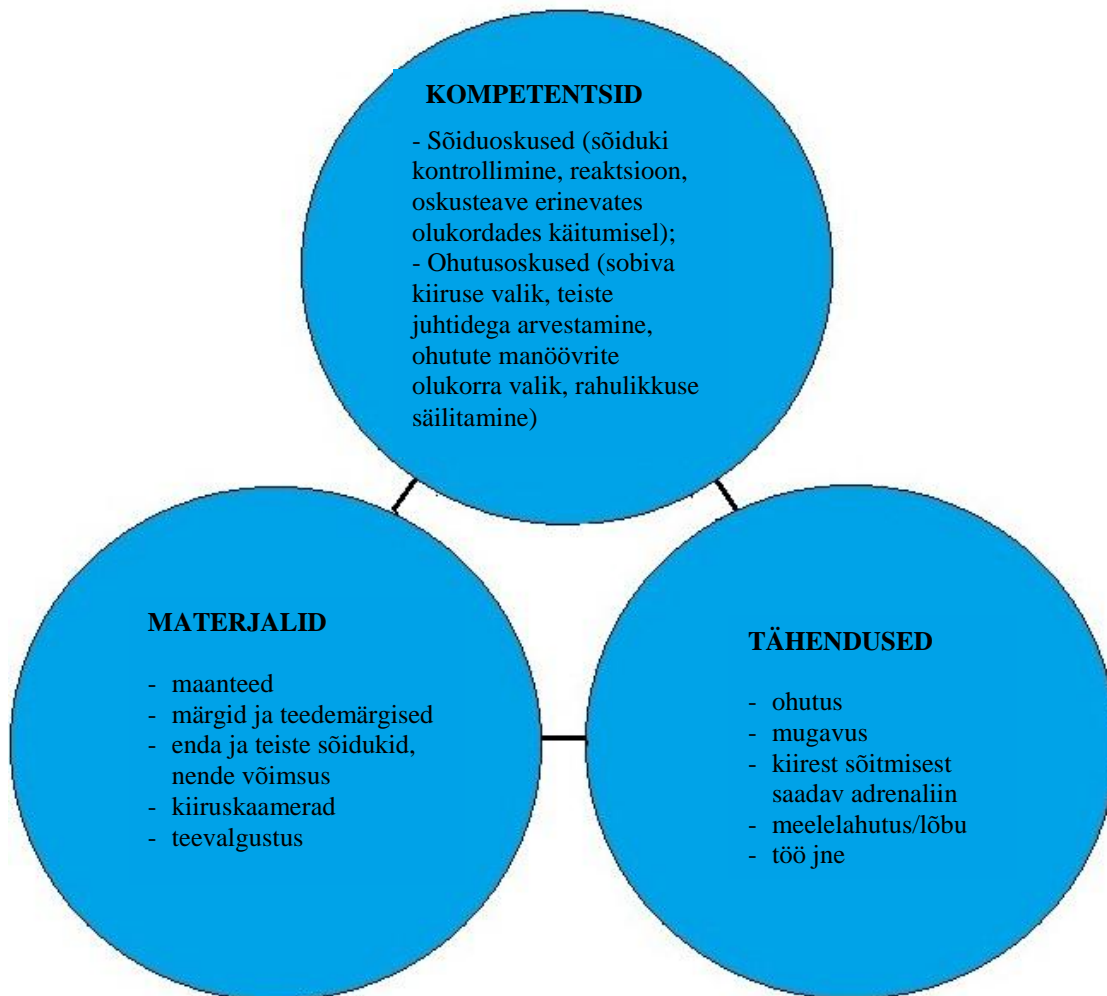 KOMPETENTSID
- Sõiduoskused (sõiduki
kontrollimine, reaktsioon,
oskusteave erinevates
olukordades käitumisel);
- Ohutusoskused (sobiva
kiiruse valik, teiste
juhtidega arvestamine,
ohutute manöövrite
olukorra valik, rahulikkuse
säilitamine)
MATERJALID
- maanteed
- märgid ja teedemärgised
- enda ja teiste sõidukid,
nende võimsus
- kiiruskaamerad
- teevalgustus
TÄHENDUSED
- ohutus
- mugavus
- kiirest sõitmisest
saadav adrenaliin
- meelelahutus/lõbu
- töö jne